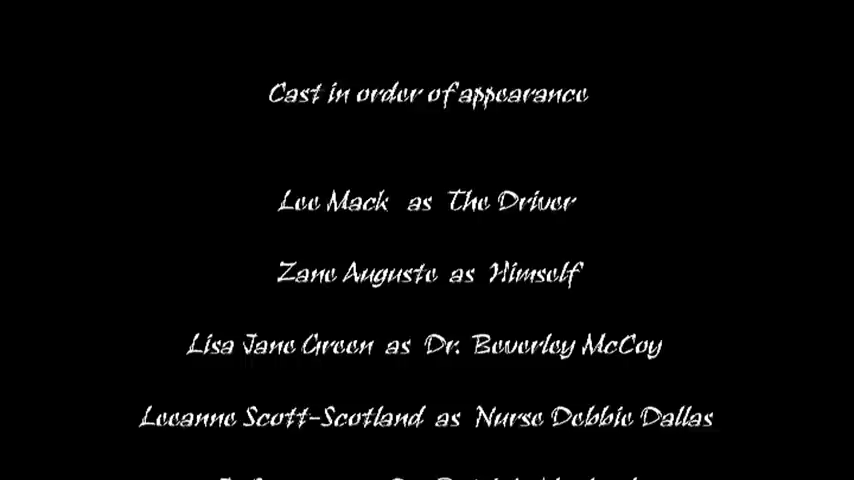 Cast in order of appearance
Lee Mack as The Driver
Zane Auguste as Himself
Lisa Jane Green as Dr. Beverley McCoy
Leeanne Scott-Scotland as Nurse Debbie Dallas